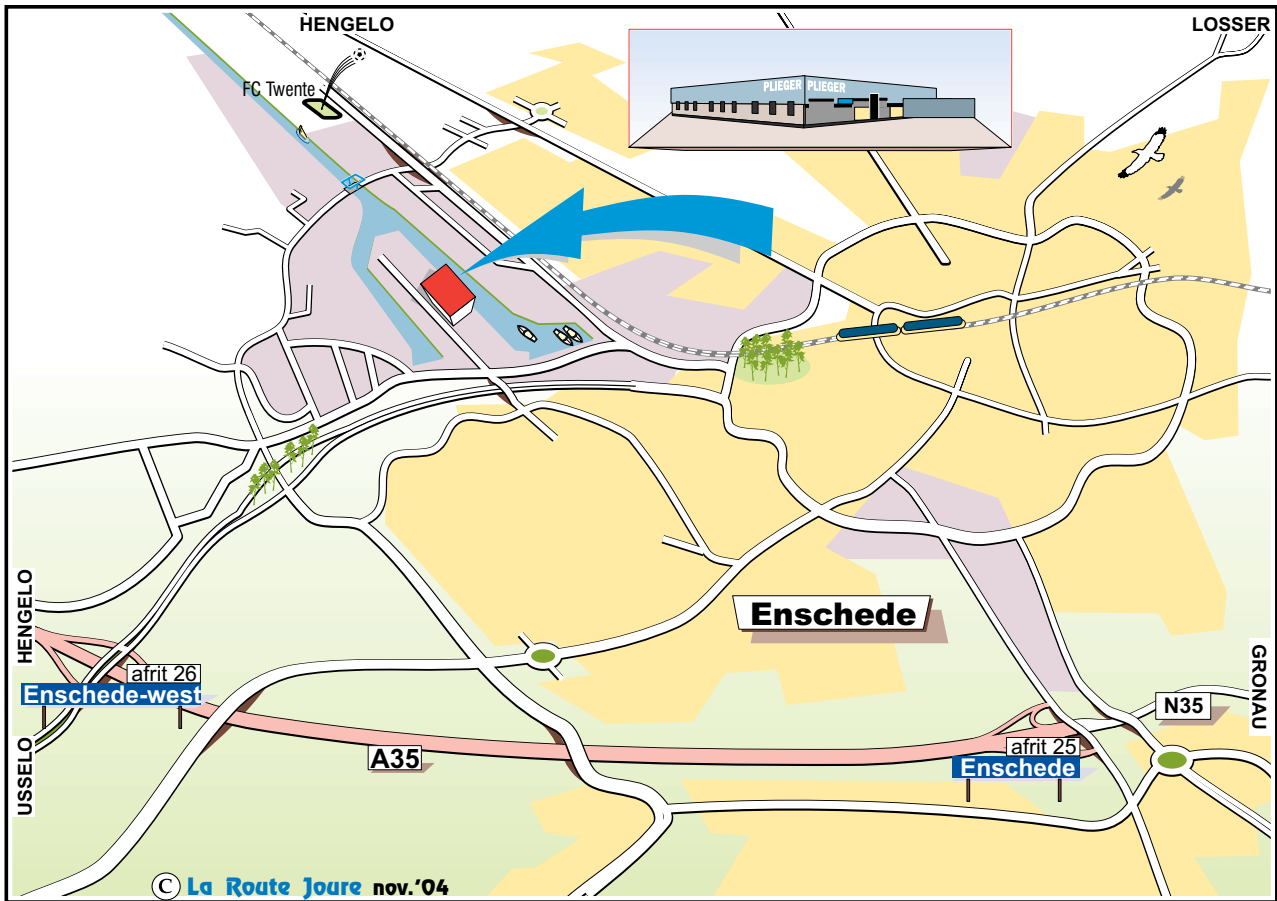 HENGELO
LOSSER
FC Twente
PLIEGER PLIEGER
Enschede
HENGELO
afrit 26
Enschede-west
USSELO
A35
GRONAU
N35
afrit 25
Enschede
C La Route Joure nov.'04